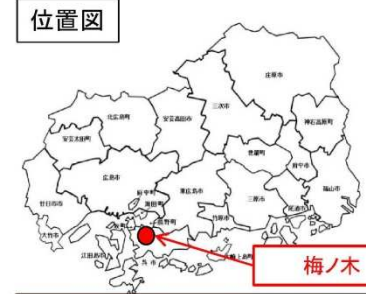 位置図
庄原市
三次市
北広島町
安芸高田市
神石高原町
安芸太田町
世羅町
府中市
広島市
東広島市
三原市
福山市
府中町
海田町
尾道市
廿日市市
熊野町
竹原市
坂町
大竹市
江田島市
呉市
梅ノ木